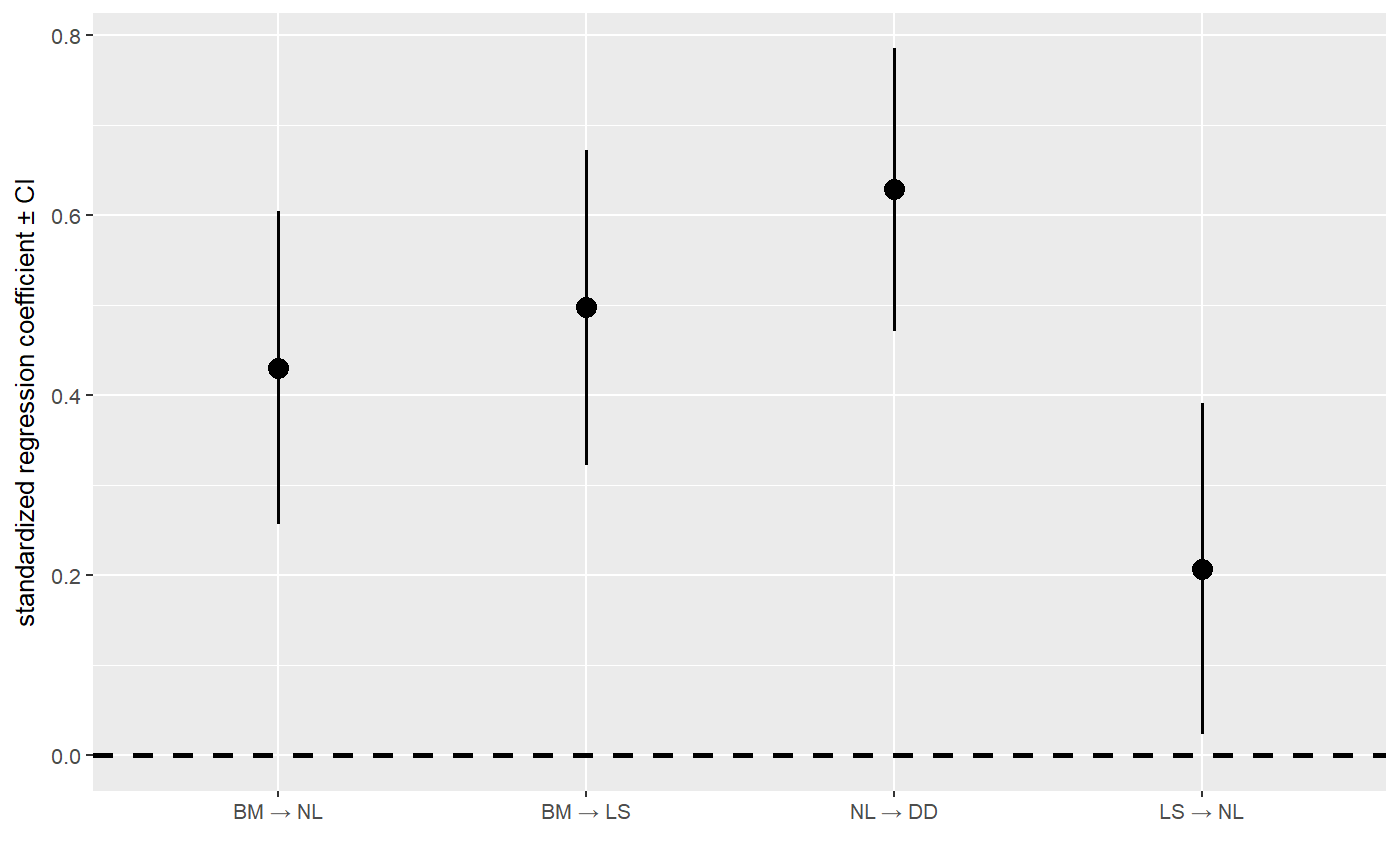 0.8
0.6
0.4
0.2
0.0
standardized regression coefficient ± CI
BM → NL
BM → LS
NL → DD
LS → NL